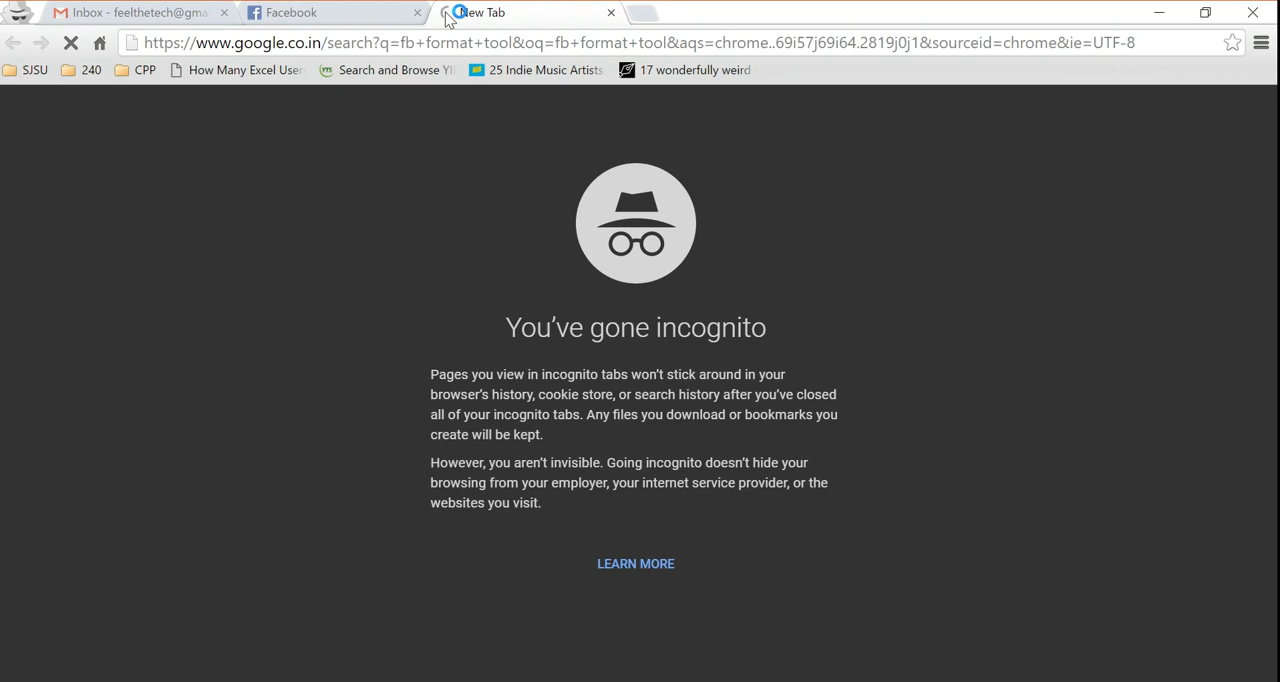 Inbox - feelthetech@gmai
Facebook
New Tab
https://www.google.co.in/search?q=fb+format+tool&oq=fb+format+tool&aqs=chrome..69i57j69i64.2819j0j1&sourceid=chrome&ie=UTF-8
SJSU
240
CPP
How Many Excel User
Search and Browse YI
25 Indie Music Artists
17 wonderfully weird
You've gone incognito
Pages you view in incognito tabs won't stick around in your
browser's history, cookie store, or search history after you've closed
all of your incognito tabs. Any files you download or bookmarks you
create will be kept.
However, you aren't invisible. Going incognito doesn't hide your
browsing from your employer, your internet service provider, or the
websites you visit.
LEARN MORE